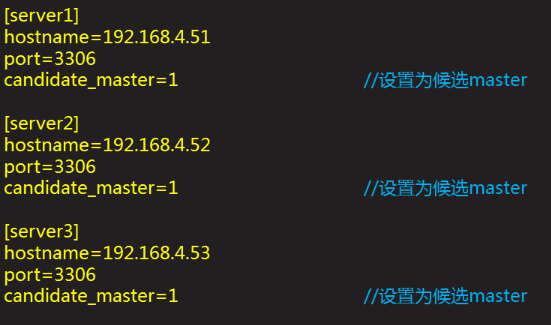 [server1]
hostname=192.168.4.51
port=3306
candidate_master=1 //设置为候选master
[server2]
hostname=192.168.4.52
port=3306
candidate_master=1 //设置为候选master
[server3]
hostname=192.168.4.53
port=3306
candidate_master=1 //设置为候选master